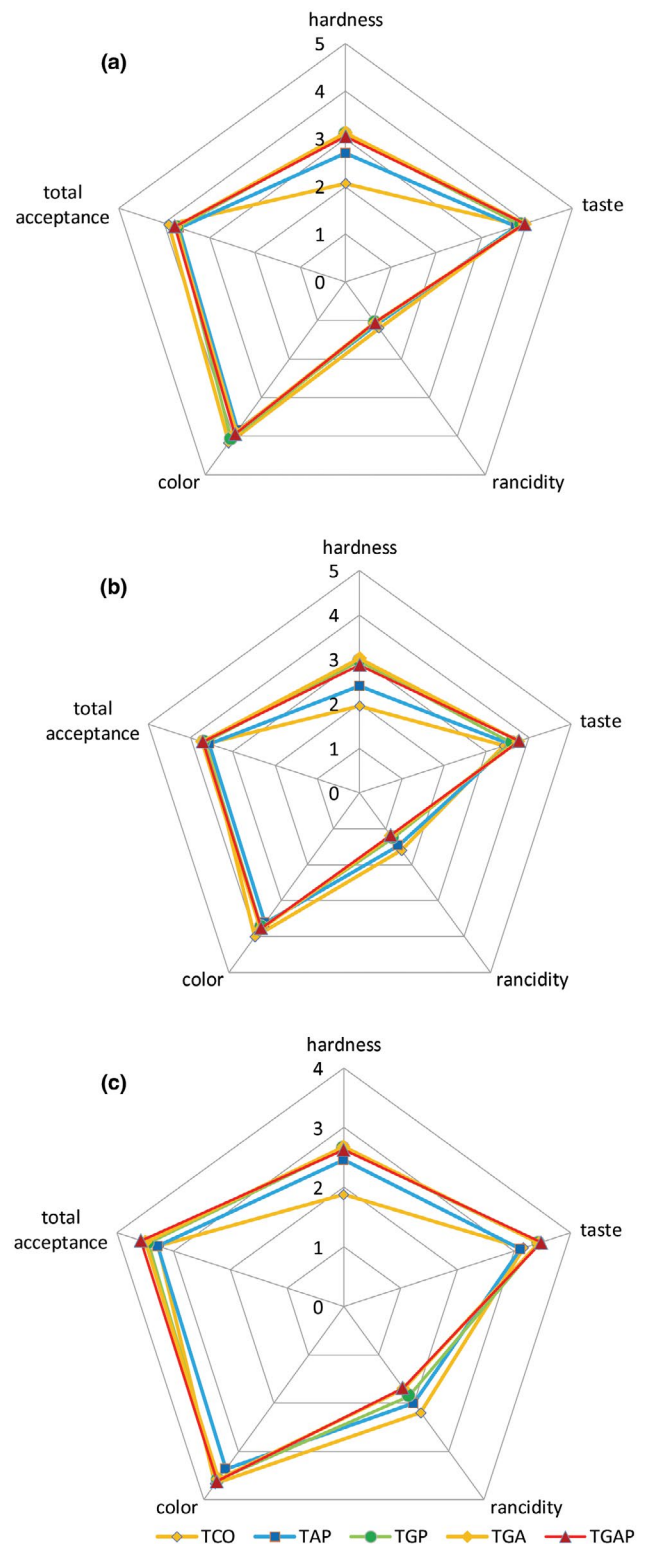 hardness
(a)
5
4
3
2
1
0
total
acceptance
taste
color
rancidity
hardness
(b)
5
4
3
2
1
0
total
acceptance
taste
color
rancidity
hardness
(c)
4
3
2
1
0
total
acceptance
taste
color
rancidity
TCO TAP TGP TGA TGAP